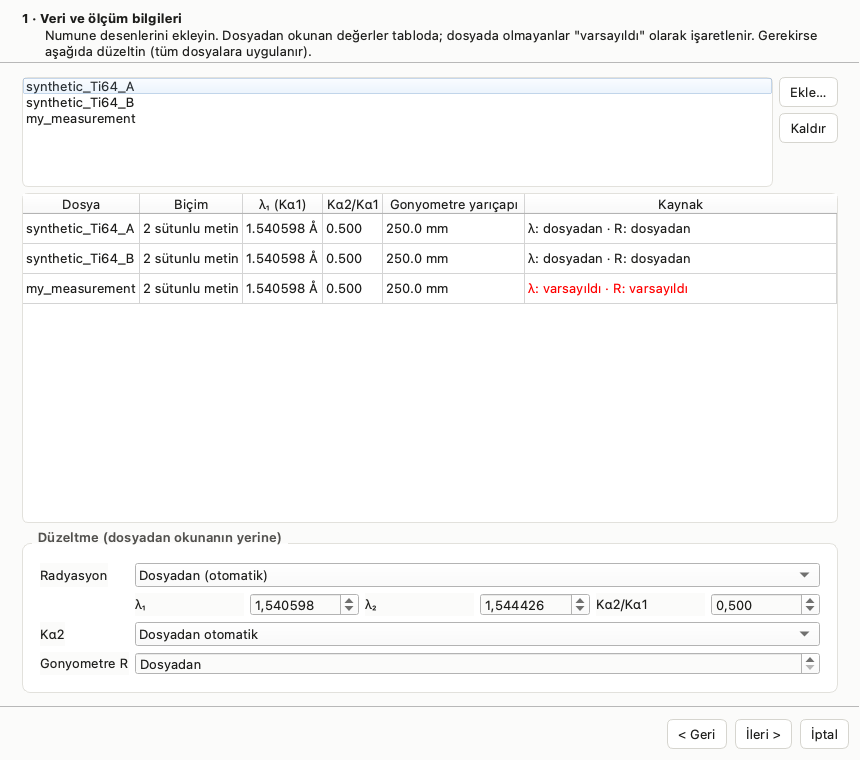 1 · Veri ve ölçüm bilgileri
Numune desenlerini ekleyin. Dosyadan okunan değerler tabloda; dosyada olmayanlar "varsayıldı" olarak işaretlenir. Gerekirse
aşağıda düzeltin (tüm dosyalara uygulanır).
synthetic_Ti64_A
synthetic_Ti64_B
my_measurement
Ekle...
Kaldır
Dosya Biçim λ₁ (Kα1) Kα2/Kα1 Gonyometre yarıçapı Kaynak
synthetic_Ti64_A 2 sütunlu metin 1.540598 Å 0.500 250.0 mm λ: dosyadan · R: dosyadan
synthetic_Ti64_B 2 sütunlu metin 1.540598 Å 0.500 250.0 mm λ: dosyadan · R: dosyadan
my_measurement 2 sütunlu metin 1.540598 Å 0.500 250.0 mm λ: varsayıldı · R: varsayıldı
Düzeltme (dosyadan okunanın yerine)
Radyasyon Dosyadan (otomatik)
λ₁ 1,540598 λ₂ 1,544426 Kα2/Kα1 0,500
Kα2 Dosyadan otomatik
Gonyometre R Dosyadan
< Geri İleri > İptal